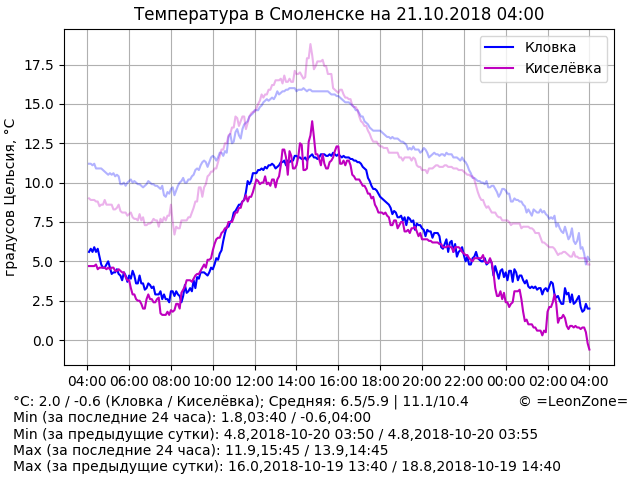 Температура в Смоленске на 21.10.2018 04:00
градусов Цельсия, °C
17.5
15.0
12.5
10.0
7.5
5.0
2.5
0.0
Кловка
Киселёвка
04:00 06:00 08:00 10:00 12:00 14:00 16:00 18:00 20:00 22:00 00:00 02:00 04:00
°C: 2.0 / -0.6 (Кловка / Киселёвка); Средняя: 6.5/5.9 | 11.1/10.4 © =LeonZone=
Min (за последние 24 часа): 1.8,03:40 / -0.6,04:00
Min (за предыдущие сутки): 4.8,2018-10-20 03:50 / 4.8,2018-10-20 03:55
Max (за последние 24 часа): 11.9,15:45 / 13.9,14:45
Max (за предыдущие сутки): 16.0,2018-10-19 13:40 / 18.8,2018-10-19 14:40